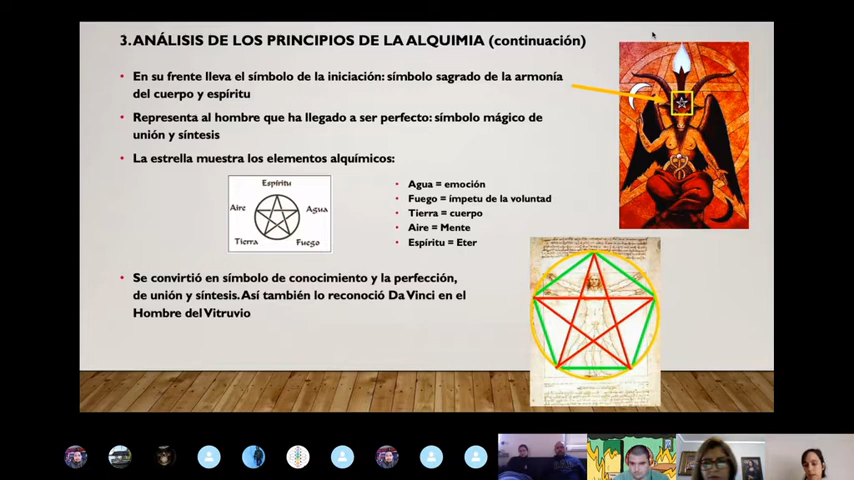 3. ANÁLISIS DE LOS PRINCIPIOS DE LA ALQUIMIA (continuación)
• En su frente lleva el símbolo de la iniciación: símbolo sagrado de la armonía
del cuerpo y espíritu
• Representa al hombre que ha llegado a ser perfecto: símbolo mágico de
unión y síntesis
• La estrella muestra los elementos alquímicos:
Espíritu
Aire
Agua
Tierra
Fuego
• Agua = emoción
• Fuego = ímpetu de la voluntad
• Tierra = cuerpo
• Aire = Mente
• Espíritu = Eter
• Se convirtió en símbolo de conocimiento y la perfección,
de unión y síntesis. Así también lo reconoció Da Vinci en el
Hombre del Vitruvio